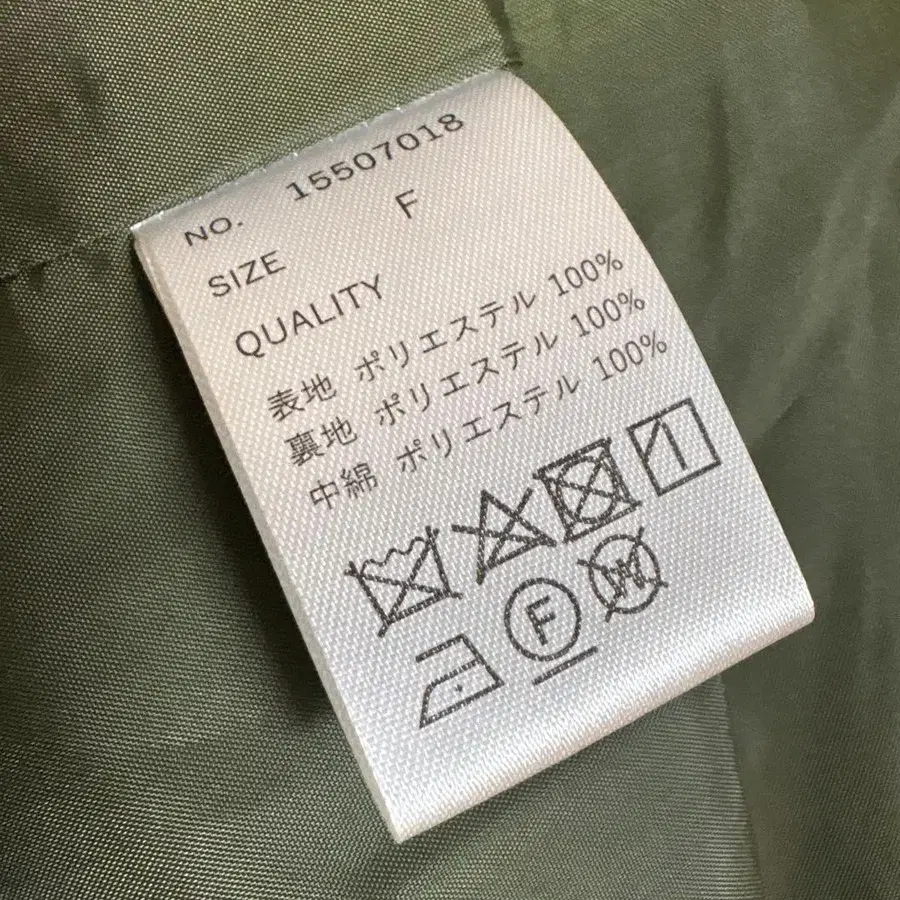 NO. 15507018
SIZE F
QUALITY
表地 ポリエステル 100%
裏地 ポリエステル 100%
中綿 ポリエステル 100%
F W